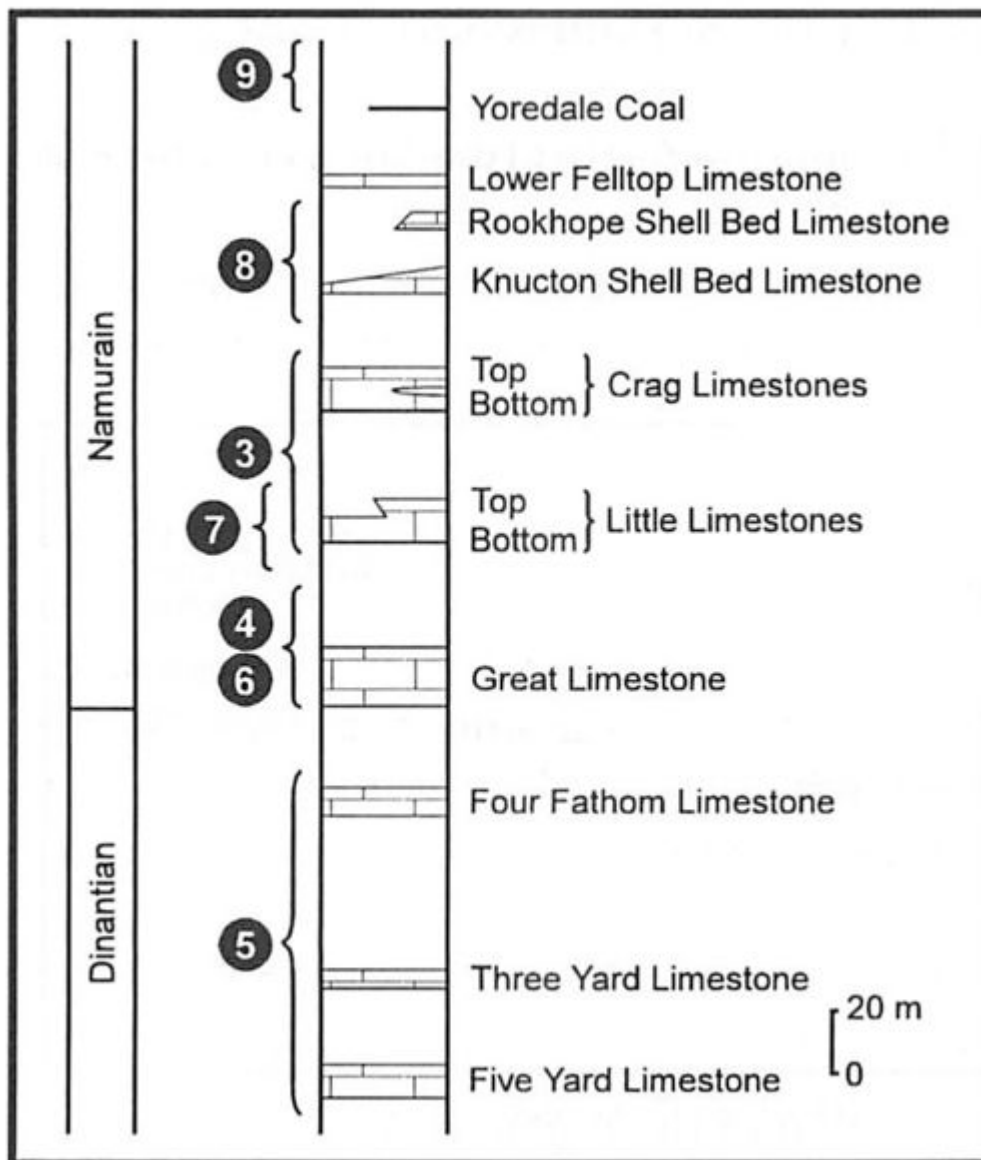 9
Yoredale Coal
Lower Felltop Limestone
Rookhope Shell Bed Limestone
8
Knucton Shell Bed Limestone
Namurain
Top
Bottom
Crag Limestones
3
7
Top
Bottom
Little Limestones
4
6
Great Limestone
Four Fathom Limestone
Dinantian
5
Three Yard Limestone
20 m
Five Yard Limestone
0